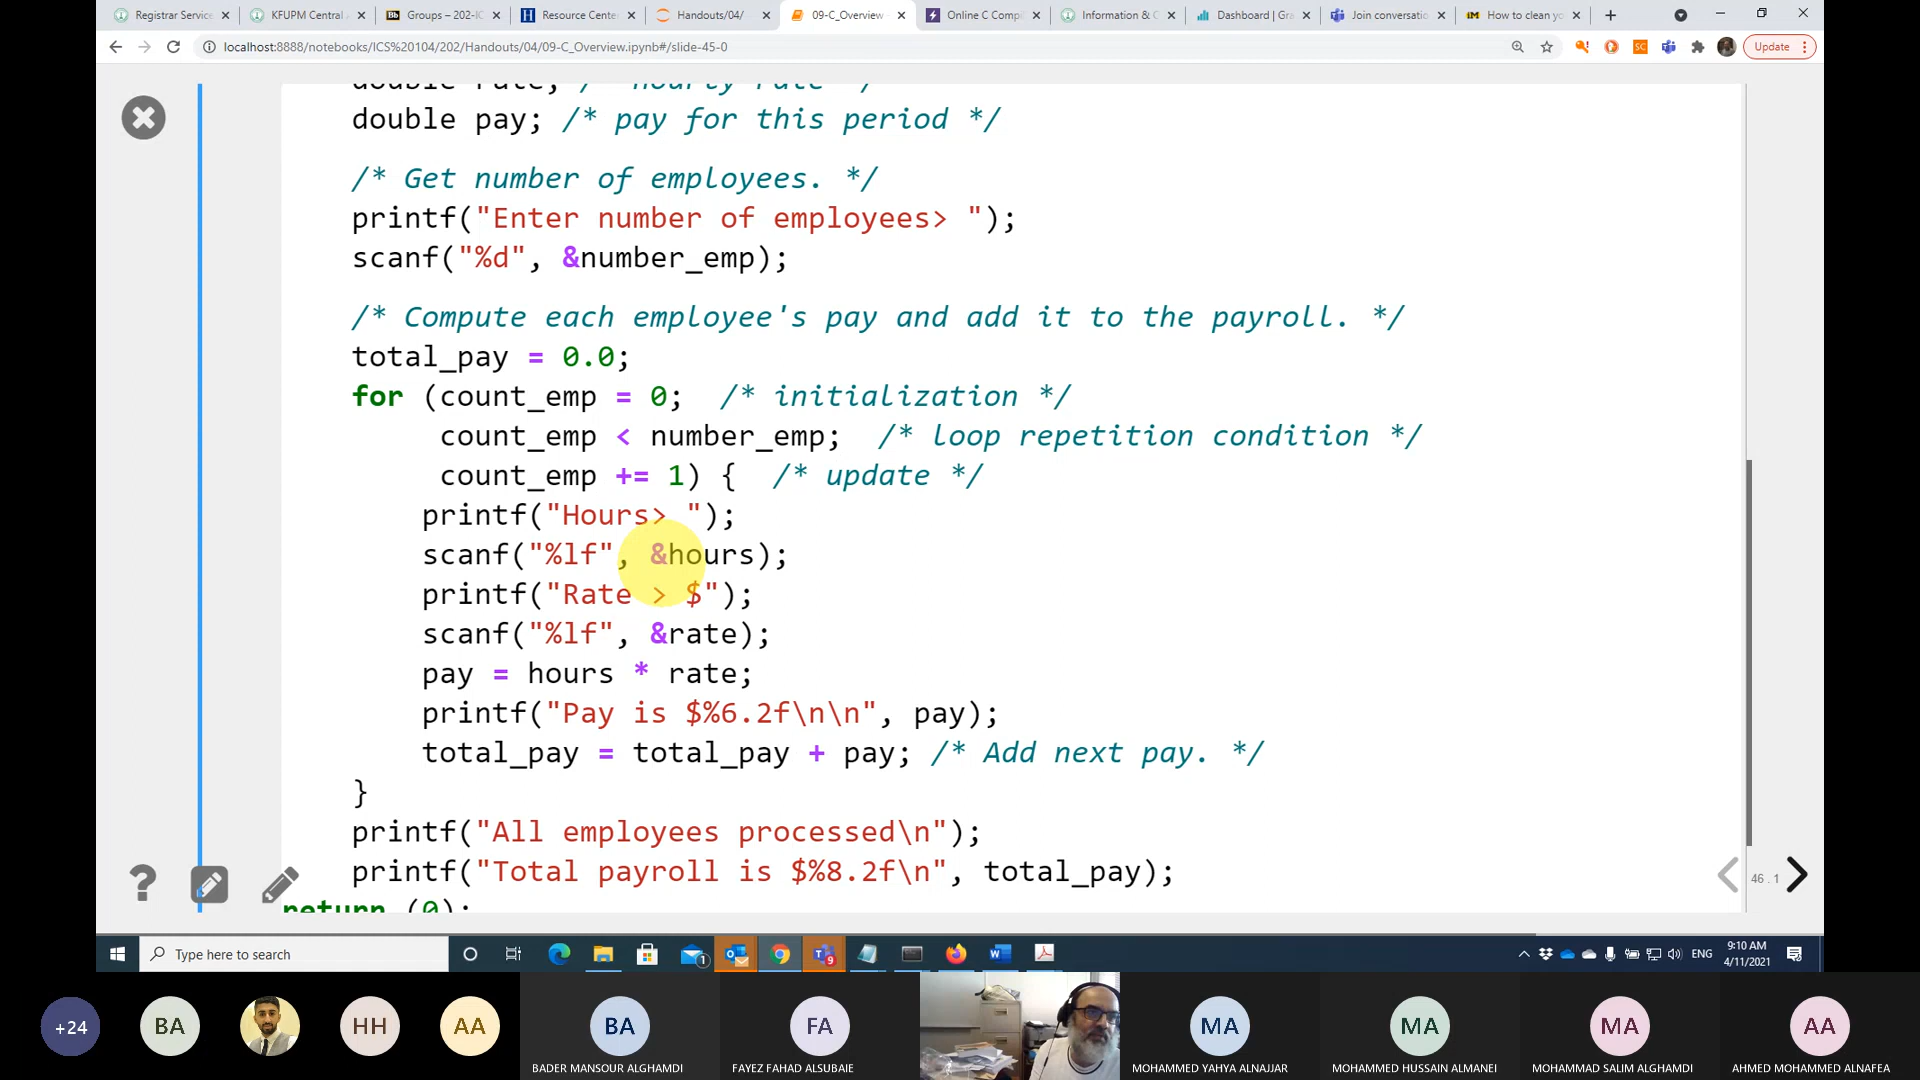 Registrar Service
KFUPM Central
Groups – 202-IC
Resource Cente
Handouts/04/
09-C_Overview
Online C Compi
Information & C
Dashboard | Gra
Join conversatio
How to clean yo
localhost:8888/notebooks/ICS%20104/202/Handouts/04/09-C_Overview.ipynb#/slide-45-0
Update
double rate; /* hourly rate */
double pay; /* pay for this period */
/* Get number of employees. */
printf("Enter number of employees> ");
scanf("%d", &number_emp);
/* Compute each employee's pay and add it to the payroll. */
total_pay = 0.0;
for (count_emp = 0; /* initialization */
count_emp < number_emp; /* loop repetition condition */
count_emp += 1) { /* update */
printf("Hours> ");
scanf("%lf", &hours);
printf("Rate > $");
scanf("%lf", &rate);
pay = hours * rate;
printf("Pay is $%6.2f\n\n", pay);
total_pay = total_pay + pay; /* Add next pay. */
}
printf("All employees processed\n");
printf("Total payroll is $%8.2f\n", total_pay);
return (0);
46 . 1
Type here to search
ENG
9:10 AM
4/11/2021
+24
BA
HH
AA
BA
FA
MA
MA
MA
AA
BADER MANSOUR ALGHAMDI
FAYEZ FAHAD ALSUBAIE
MOHAMMED YAHYA ALNAJJAR
MOHAMMED HUSSAIN ALMANEI
MOHAMMAD SALIM ALGHAMDI
AHMED MOHAMMED ALNAFEA